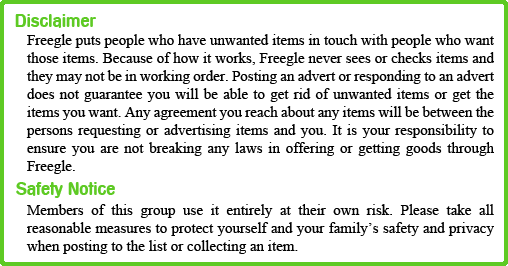 Disclaimer
Freegle puts people who have unwanted items in touch with people who want
those items. Because of how it works, Freegle never sees or checks items and
they may not be in working order. Posting an advert or responding to an advert
does not guarantee you will be able to get rid of unwanted items or get the
items you want. Any agreement you reach about any items will be between the
persons requesting or advertising items and you. It is your responsibility to
ensure you are not breaking any laws in offering or getting goods through
Freegle.
Safety Notice
Members of this group use it entirely at their own risk. Please take all
reasonable measures to protect yourself and your family's safety and privacy
when posting to the list or collecting an item.